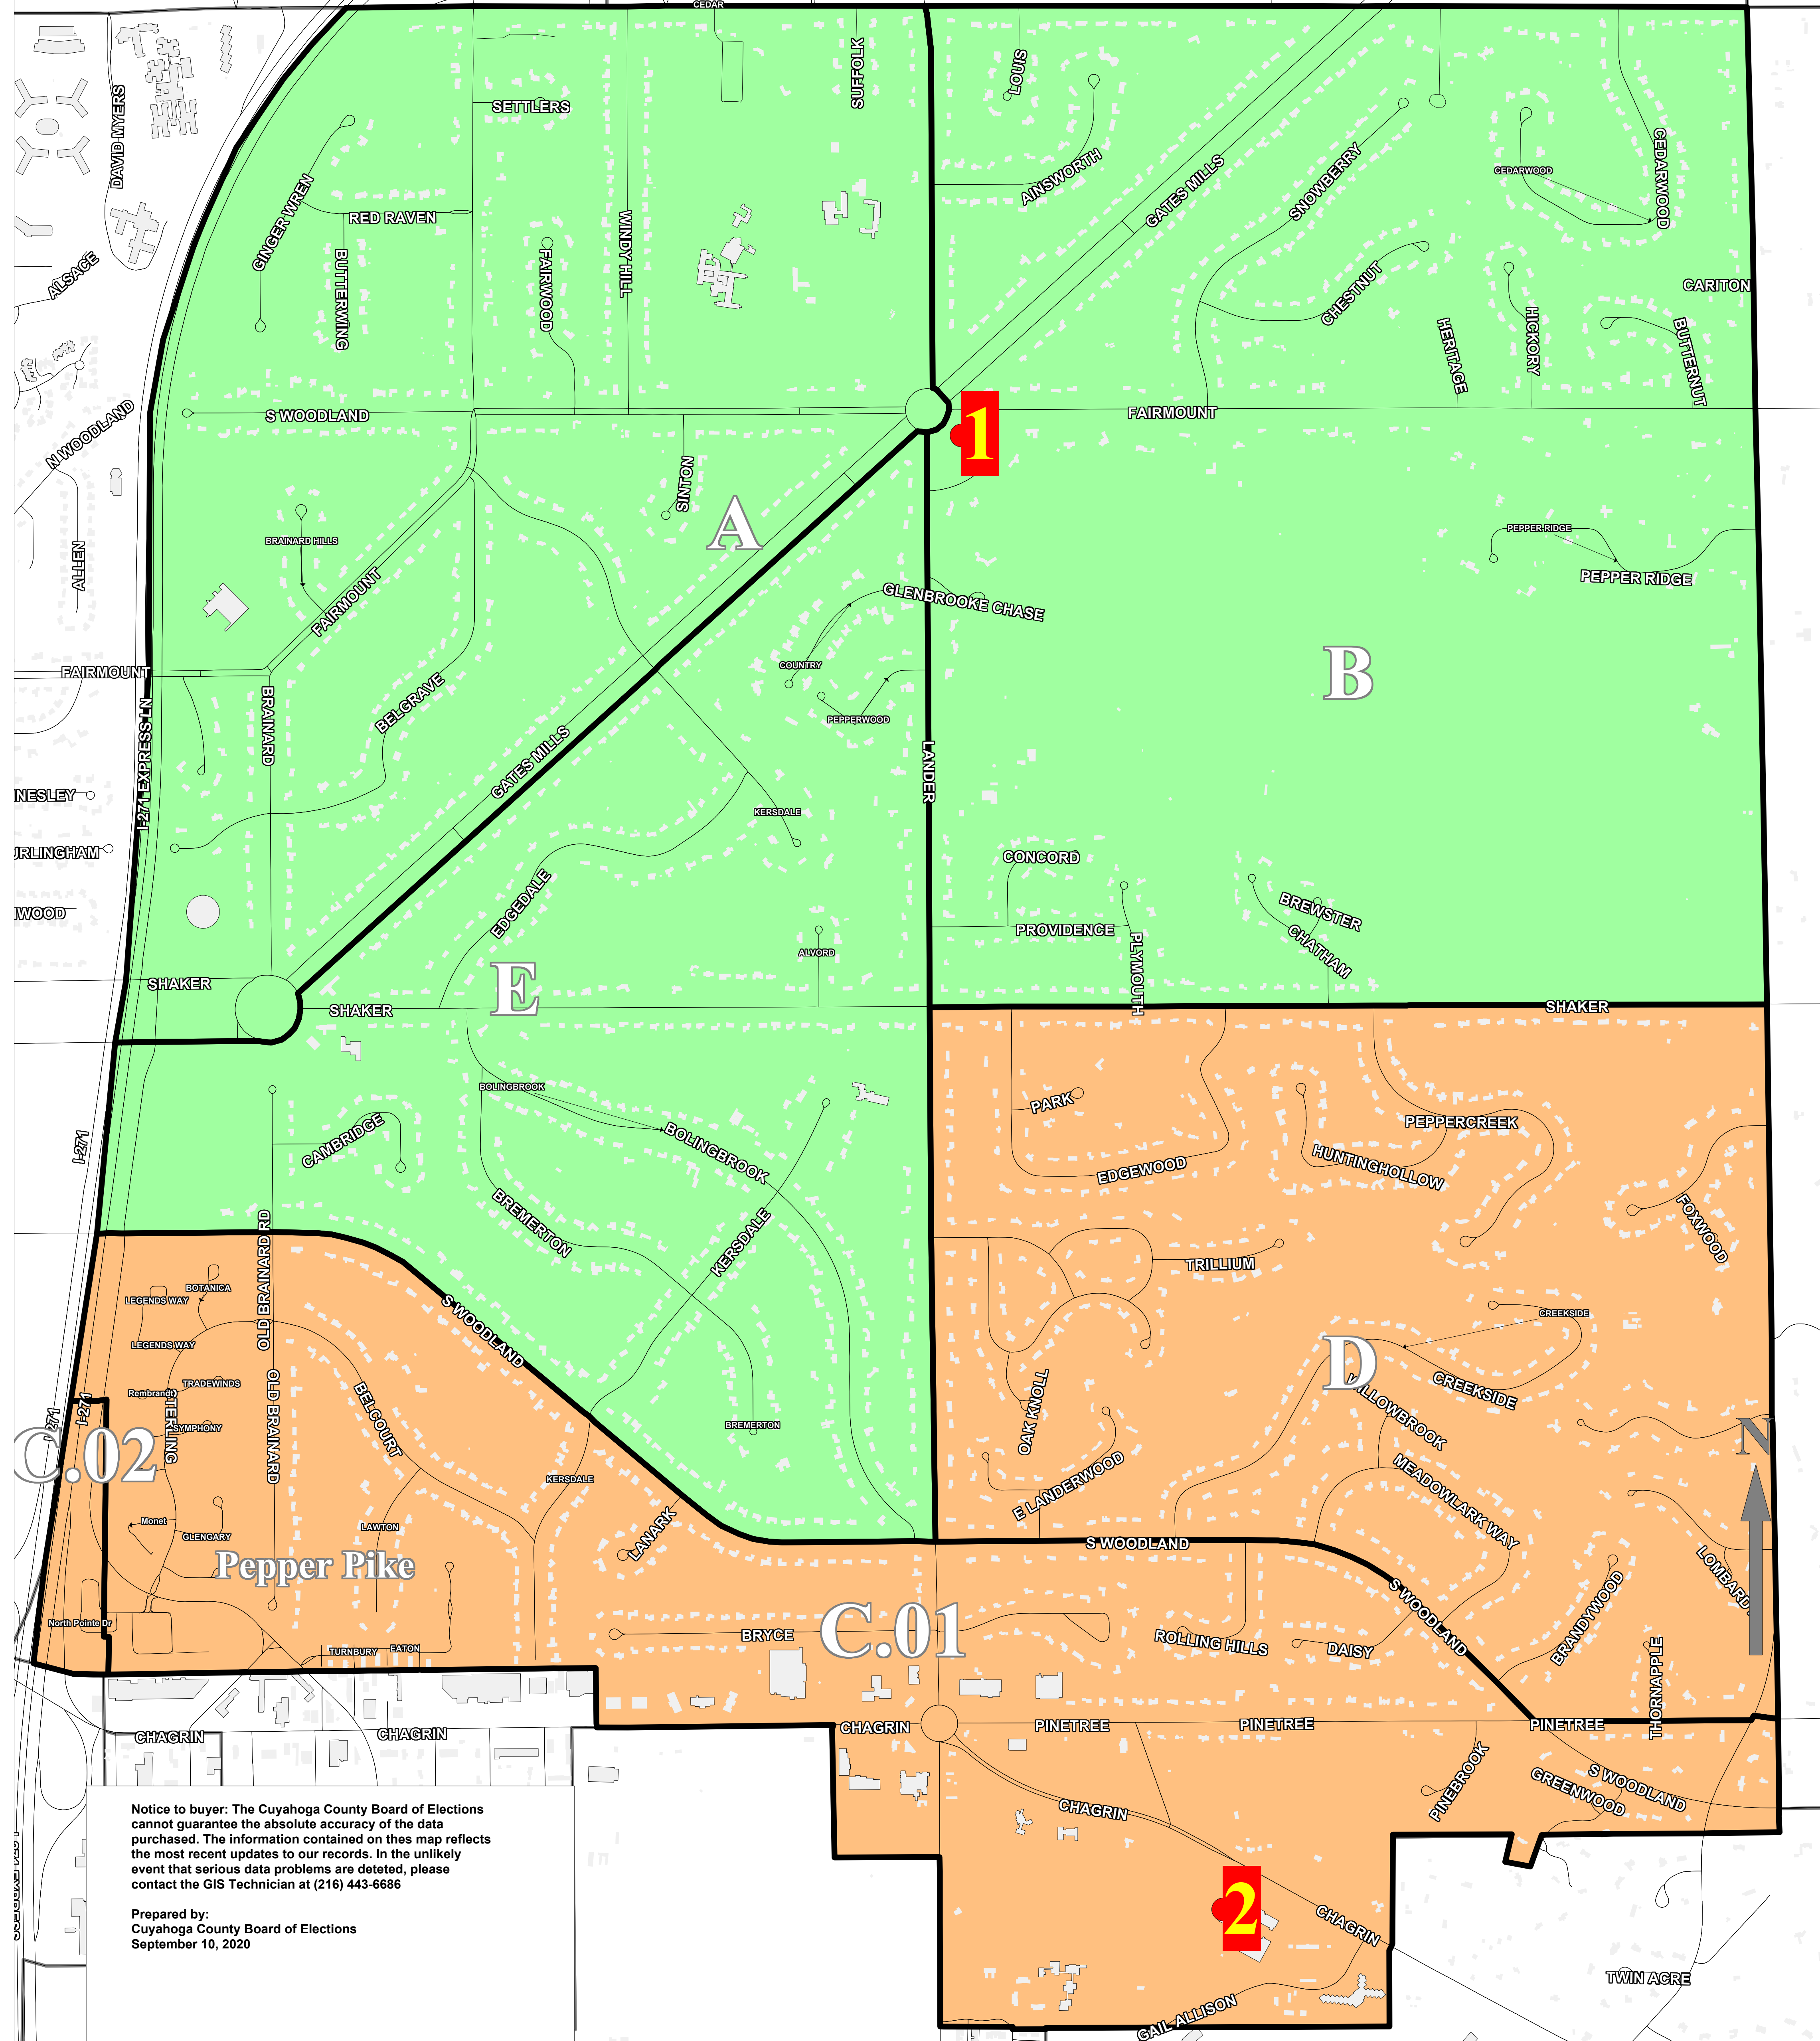 CEDAR
DAVID MYERS
SUFFOLK
LOUIS
SETTLERS
CEDARWOOD
CEDARWOOD
AINSWORTH
GATES MILLS
SNOWBERRY
GINGER WREN
RED RAVEN
WINDY HILL
BUTTERWING
FAIRWOOD
ALSACE
CHESTNUT
CARITON
HERITAGE
HICKORY
BUTTERNUT
N WOODLAND
S WOODLAND
FAIRMOUNT
1
SINTON
A
BRAINARD HILLS
PEPPER RIDGE
PEPPER RIDGE
ALLEN
FAIRMOUNT
GLENBROOKE CHASE
COUNTRY
FAIRMOUNT
B
BELGRAVE
BRAINARD
PEPPERWOOD
I-271 EXPRESS LN
GATES MILLS
LANDER
NESLEY
KERSDALE
URLINGHAM
CONCORD
EDGEDALE
BREWSTER
IWOOD
PROVIDENCE
CHATHAM
PLYMOUTH
ALVORD
E
SHAKER
SHAKER
SHAKER
BOLINGBROOK
PARK
PEPPERCREEK
I-271
CAMBRIDGE
BOLINGBROOK
EDGEWOOD
HUNTINGHOLLOW
BREMERTON
FOXWOOD
OLD BRAINARD RD
KERSDALE
TRILLIUM
BOTANICA
LEGENDS WAY
CREEKSIDE
S WOODLAND
LEGENDS WAY
D
TRADEWINDS
CREEKSIDE
Rembrandt
STERLING
OLD BRAINARD
BELCOURT
OAK KNOLL
WILLOWBROOK
I-271
I-271
SYMPHONY
BREMERTON
C.02
N
KERSDALE
E LANDERWOOD
MEADOWLARK WAY
Monet
LAWTON
LANARK
GLENGARY
S WOODLAND
Pepper Pike
LOMBARD
S WOODLAND
BRANDYWOOD
North Pointe Dr
C.01
BRYCE
ROLLING HILLS
DAISY
TURNBURY
EATON
THORNAPPLE
CHAGRIN
CHAGRIN
CHAGRIN
PINETREE
PINETREE
PINETREE
PINEBROOK
GREENWOOD
S WOODLAND
CHAGRIN
Notice to buyer: The Cuyahoga County Board of Elections
cannot guarantee the absolute accuracy of the data
purchased. The information contained on thes map reflects
the most recent updates to our records. In the unlikely
event that serious data problems are deteted, please
contact the GIS Technician at (216) 443-6686
Prepared by:
Cuyahoga County Board of Elections
September 10, 2020
2
CHAGRIN
TWIN ACRE
GAIL ALLISON